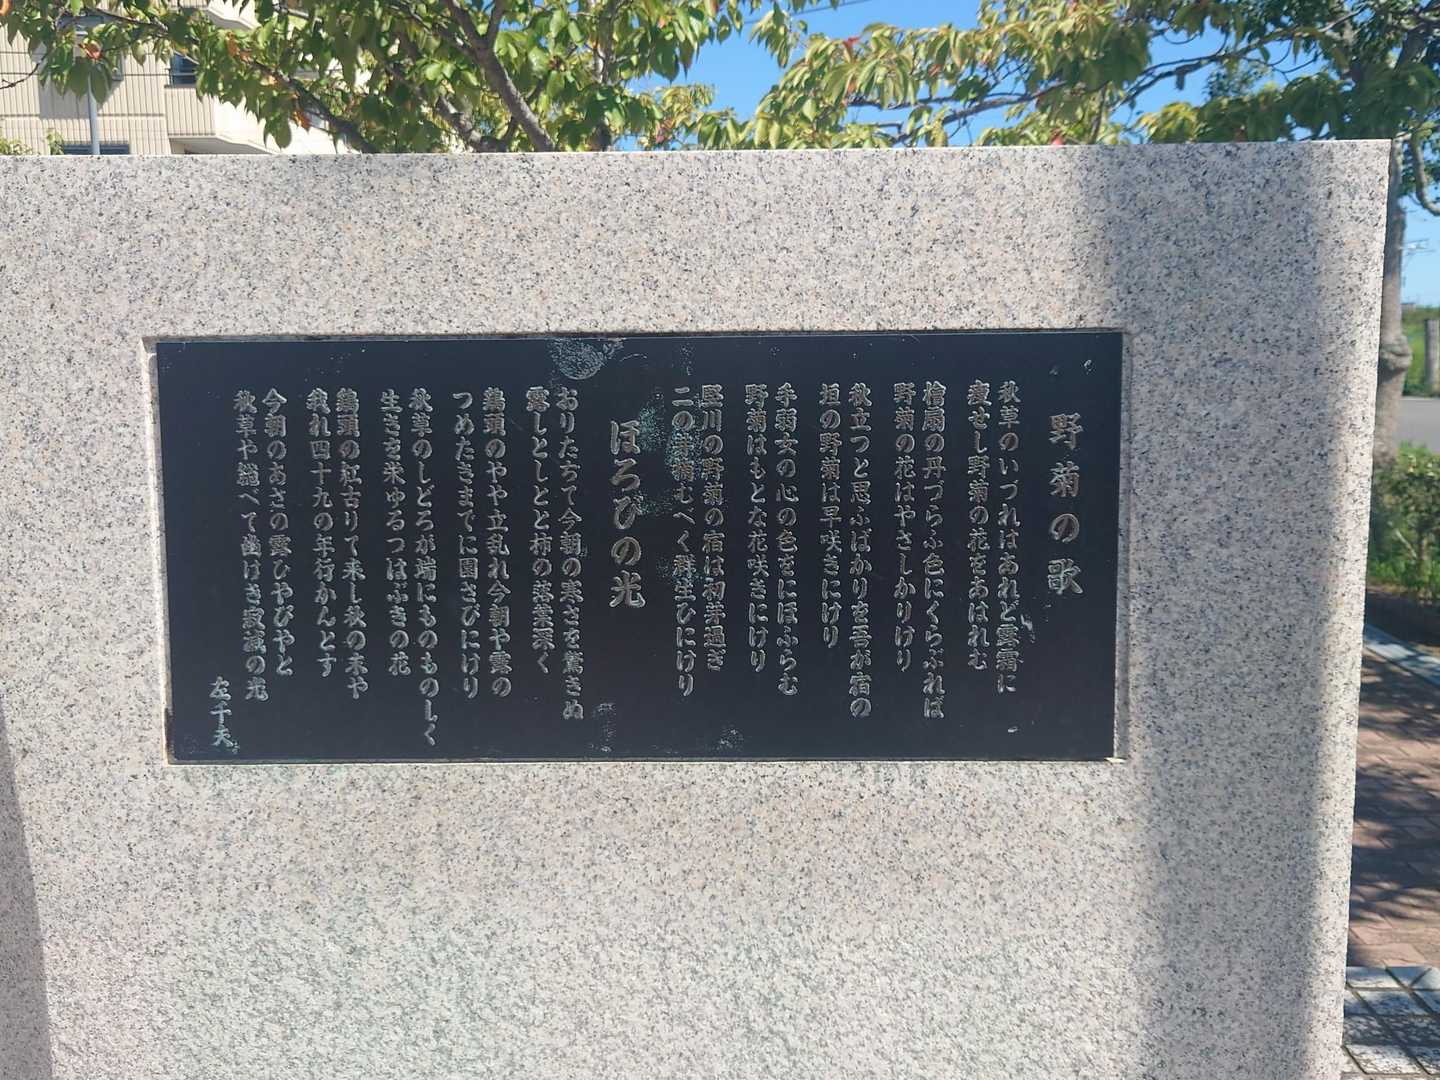 野菊の歌
秋草のいづれはあれど露霜に
痩せし野菊の花をあはれむ
檜扇の丹づらふ色にくらぶれば
野菊の花はやさしかりけり
秋立つと思ふばかりを吾が宿の
垣の野菊は早咲きにけり
手弱女の心の色をにほふらむ
野菊はもとな花咲きにけり
竪川の野菊の宿は初芽過ぎ
二の芽摘むべく群生ひにけり
ほろびの光
おりたちて今朝の寒さを驚きぬ
露しとしとと柿の落葉深く
鶏頭のやや立乱れ今朝や露の
つめたきまでに園さびにけり
秋草のしどろが端にものものしく
生きを栄ゆるつはぶきの花
鶏頭の紅古りて来し秋の末や
我れ四十九の年行かんとす
今朝のあさの露ひやびやと
秋草や総べて幽けき寂滅の光
左千夫